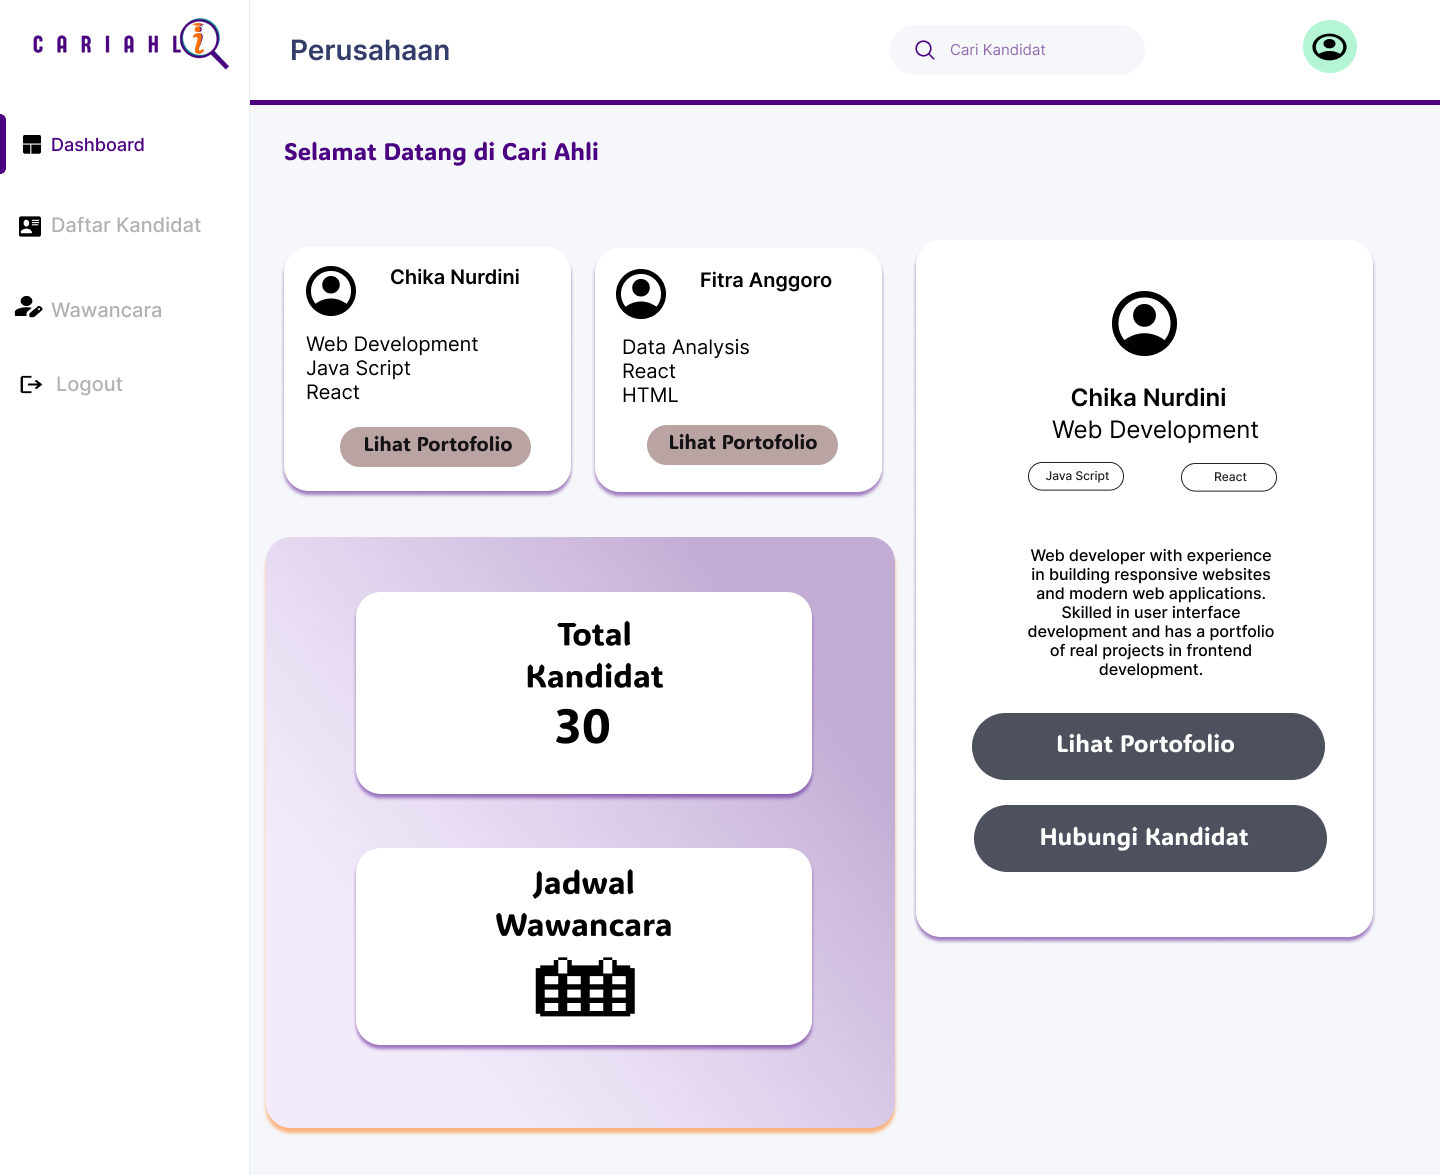 CARIAHLi
Perusahaan
Cari Kandidat
Dashboard
Daftar Kandidat
Wawancara
Logout
Selamat Datang di Cari Ahli
Chika Nurdini
Web Development
Java Script
React
Lihat Portofolio
Fitra Anggoro
Data Analysis
React
HTML
Lihat Portofolio
Total
Kandidat
30
Jadwal
Wawancara
Chika Nurdini
Web Development
Java Script
React
Web developer with experience
in building responsive websites
and modern web applications.
Skilled in user interface
development and has a portfolio
of real projects in frontend
development.
Lihat Portofolio
Hubungi Kandidat